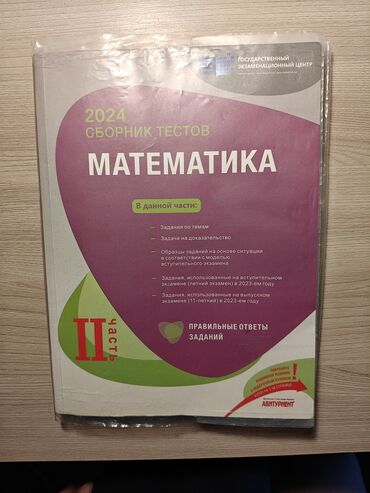 ГОСУДАРСТВЕННЫЙ
ЭКЗАМЕНАЦИОННЫЙ ЦЕНТР
2024
СБОРНИК ТЕСТОВ
МАТЕМАТИКА
В данной части:
Задания по темам
Задачи на доказательство
Образцы заданий на основе ситуации
в соответствии с моделью
вступительного экзамена
Задания, использованные на вступительном
экзамене (летний экзамен) в 2023-ем году
Задания, использованные на выпускном
экзамене (11-летний) в 2023-ем году
II
часть
ПРАВИЛЬНЫЕ ОТВЕТЫ
ЗАДАНИЙ
АБИТУРИЕНТ